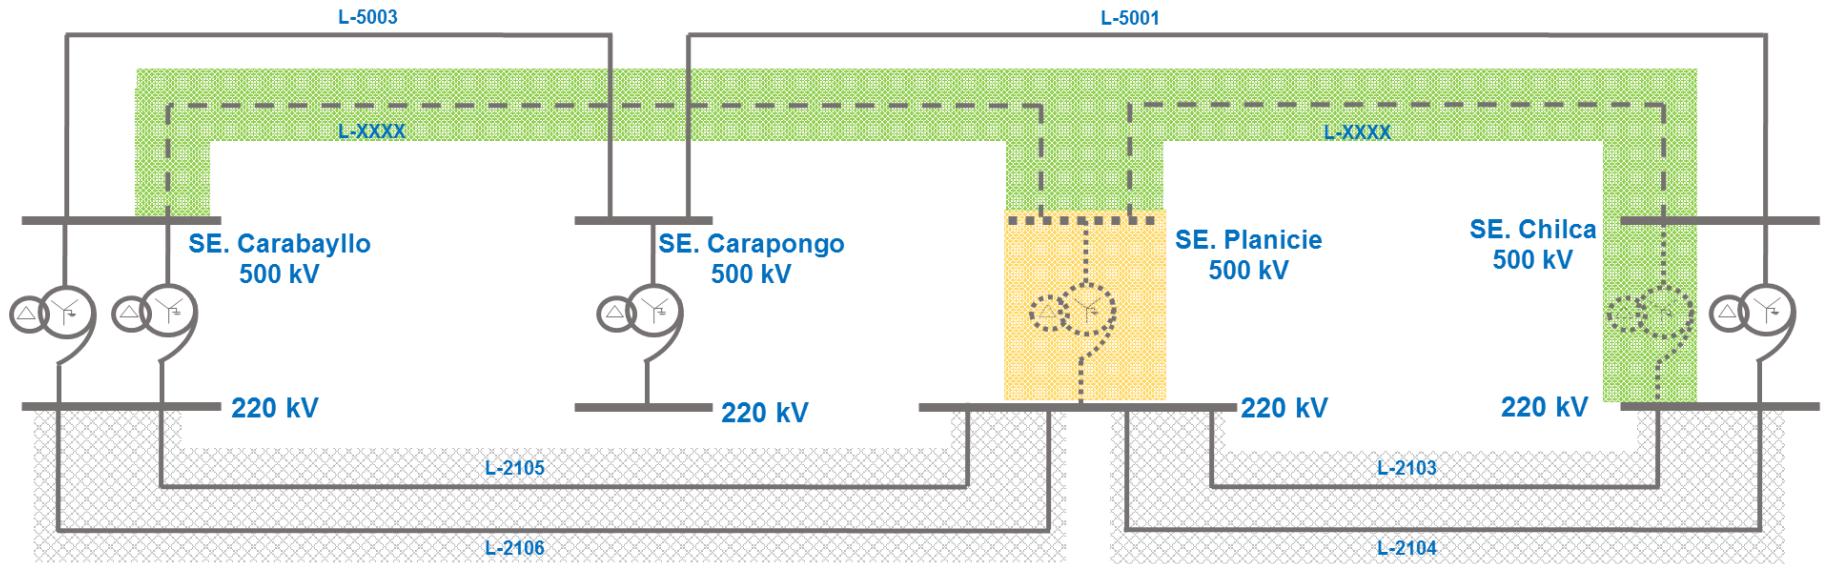 L-5003
L-5001
L-XXXX
L-XXXX
SE. Carabayllo
500 kV
SE. Carapongo
500 kV
SE. Planicie
500 kV
SE. Chilca
500 kV
220 kV
220 kV
220 kV
220 kV
L-2105
L-2103
L-2106
L-2104